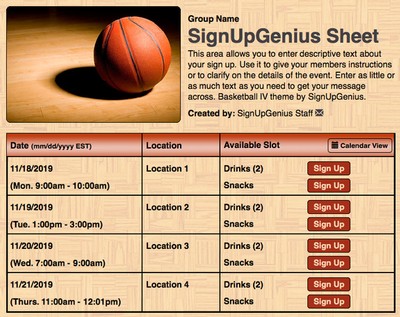 Group Name
SignUpGenius Sheet
This area allows you to enter descriptive text about
your sign up. Use it to give your members instructions
or to clarify on the details of the event. Enter as little or
as much text as you need to get your message
across. Basketball IV theme by SignUpGenius.
Created by: SignUpGenius Staff
Date (mm/dd/yyyy EST) Location Available Slot Calendar View
11/18/2019 Location 1 Drinks (2) Sign Up
(Mon. 9:00am - 10:00am) Snacks Sign Up
11/19/2019 Location 2 Drinks (2) Sign Up
(Tue. 1:00pm - 3:00pm) Snacks Sign Up
11/20/2019 Location 3 Drinks (2) Sign Up
(Wed. 7:00am - 9:00am) Snacks Sign Up
11/21/2019 Location 4 Drinks (2) Sign Up
(Thurs. 11:00am - 12:01pm) Snacks Sign Up